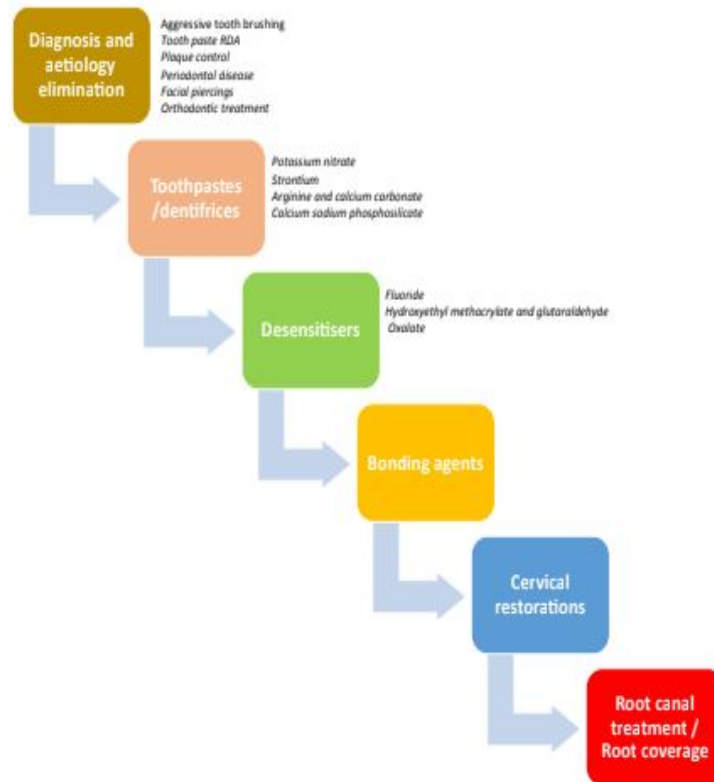 Diagnosis and
aetiology
elimination
Aggressive tooth brushing
Tooth paste RDA
Plaque control
Periodontal disease
Facial piercings
Orthodontic treatment
Toothpastes
/dentifrices
Potassium nitrate
Strontium
Arginine and calcium carbonate
Calcium sodium phosphosilicate
Desensitisers
Fluoride
Hydroxyethyl methacrylate and glutaraldehyde
Oxalate
Bonding agents
Cervical
restorations
Root canal
treatment /
Root coverage